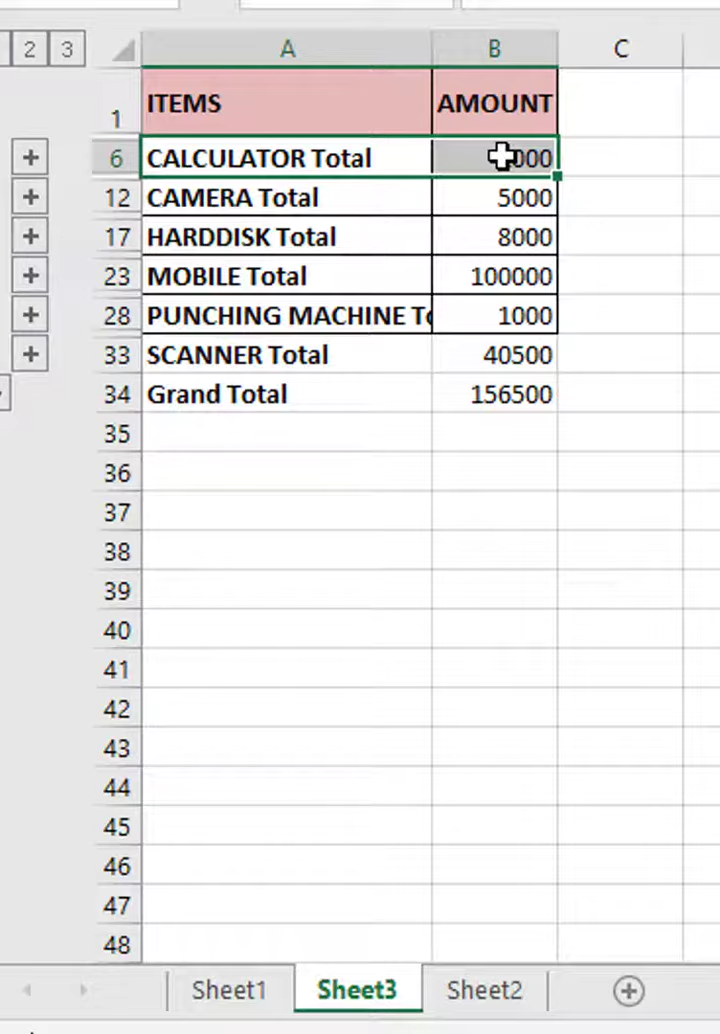 2 3
A B C
1 ITEMS AMOUNT
6 CALCULATOR Total
12 CAMERA Total 5000
17 HARDDISK Total 8000
23 MOBILE Total 100000
28 PUNCHING MACHINE 1000
33 SCANNER Total 40500
34 Grand Total 156500
35
36
37
38
39
40
41
42
43
44
45
46
47
48
Sheet1 Sheet3 Sheet2